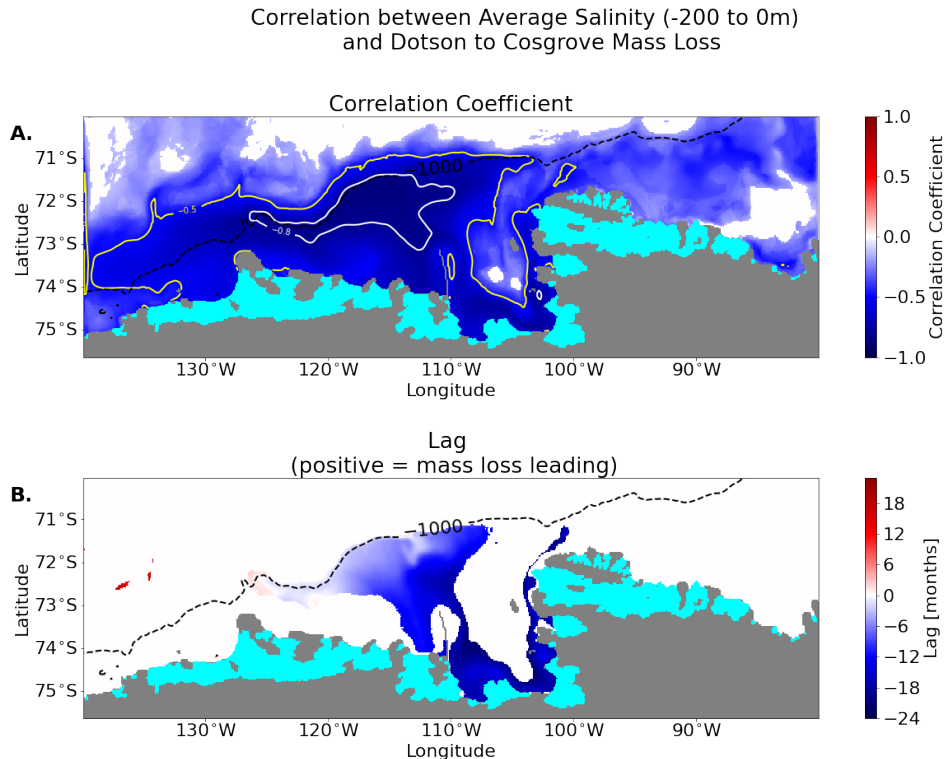 Correlation between Average Salinity (-200 to 0m)
and Dotson to Cosgrove Mass Loss
Correlation Coefficient
A.
−1000
−0.5
−0.8
71°S
72°S
73°S
74°S
75°S
Latitude
130°W
120°W
110°W
100°W
90°W
Longitude
1.0
0.5
0.0
−0.5
−1.0
Correlation Coefficient
Lag
(positive = mass loss leading)
B.
−1000
71°S
72°S
73°S
74°S
75°S
Latitude
130°W
120°W
110°W
100°W
90°W
Longitude
18
12
6
0
−6
−12
−18
−24
Lag [months]